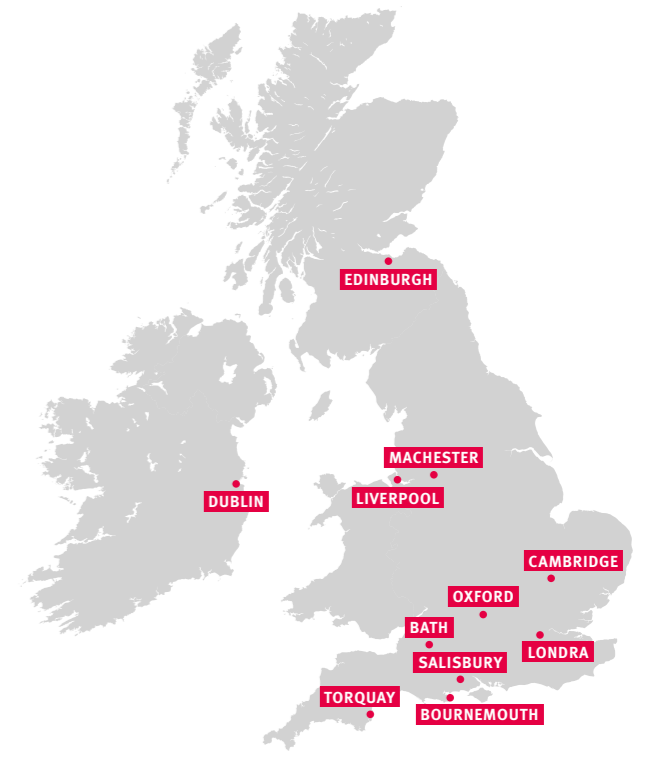 EDINBURGH
MACHESTER
LIVERPOOL
DUBLIN
CAMBRIDGE
OXFORD
BATH
LONDRA
SALISBURY
TORQUAY
BOURNEMOUTH